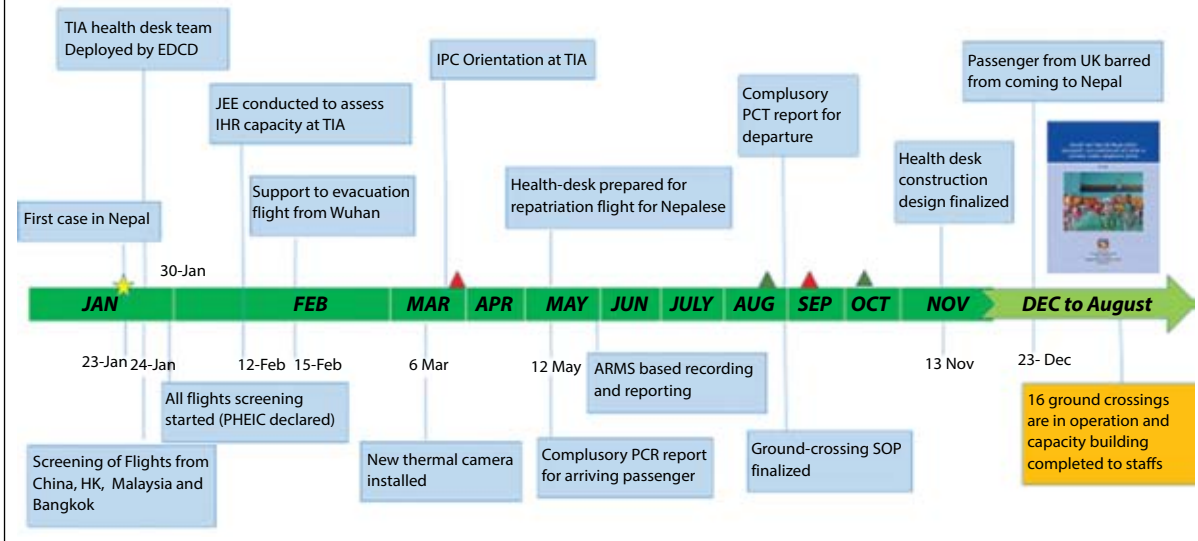 TIA health desk team
Deployed by EDCD
IPC Orientation at TIA
Passenger from UK barred
from coming to Nepal
JEE conducted to assess
IHR capacity at TIA
Complusory
PCT report for
departure
First case in Nepal
Support to evacuation
flight from Wuhan
Health-desk prepared for
repatriation flight for Nepalese
Health desk
construction
design finalized
30-Jan
JAN
FEB
MAR
APR
MAY
JUN
JULY
AUG
SEP
OCT
NOV
DEC to August
23-Jan
24-Jan
12-Feb
15-Feb
6 Mar
12 May
13 Nov
23- Dec
All flights screening
started (PHEIC declared)
ARMS based recording
and reporting
16 ground crossings
are in operation and
capacity building
completed to staffs
Screening of Flights from
China, HK, Malaysia and
Bangkok
New thermal camera
installed
Complusory PCR report
for arriving passenger
Ground-crossing SOP
finalized